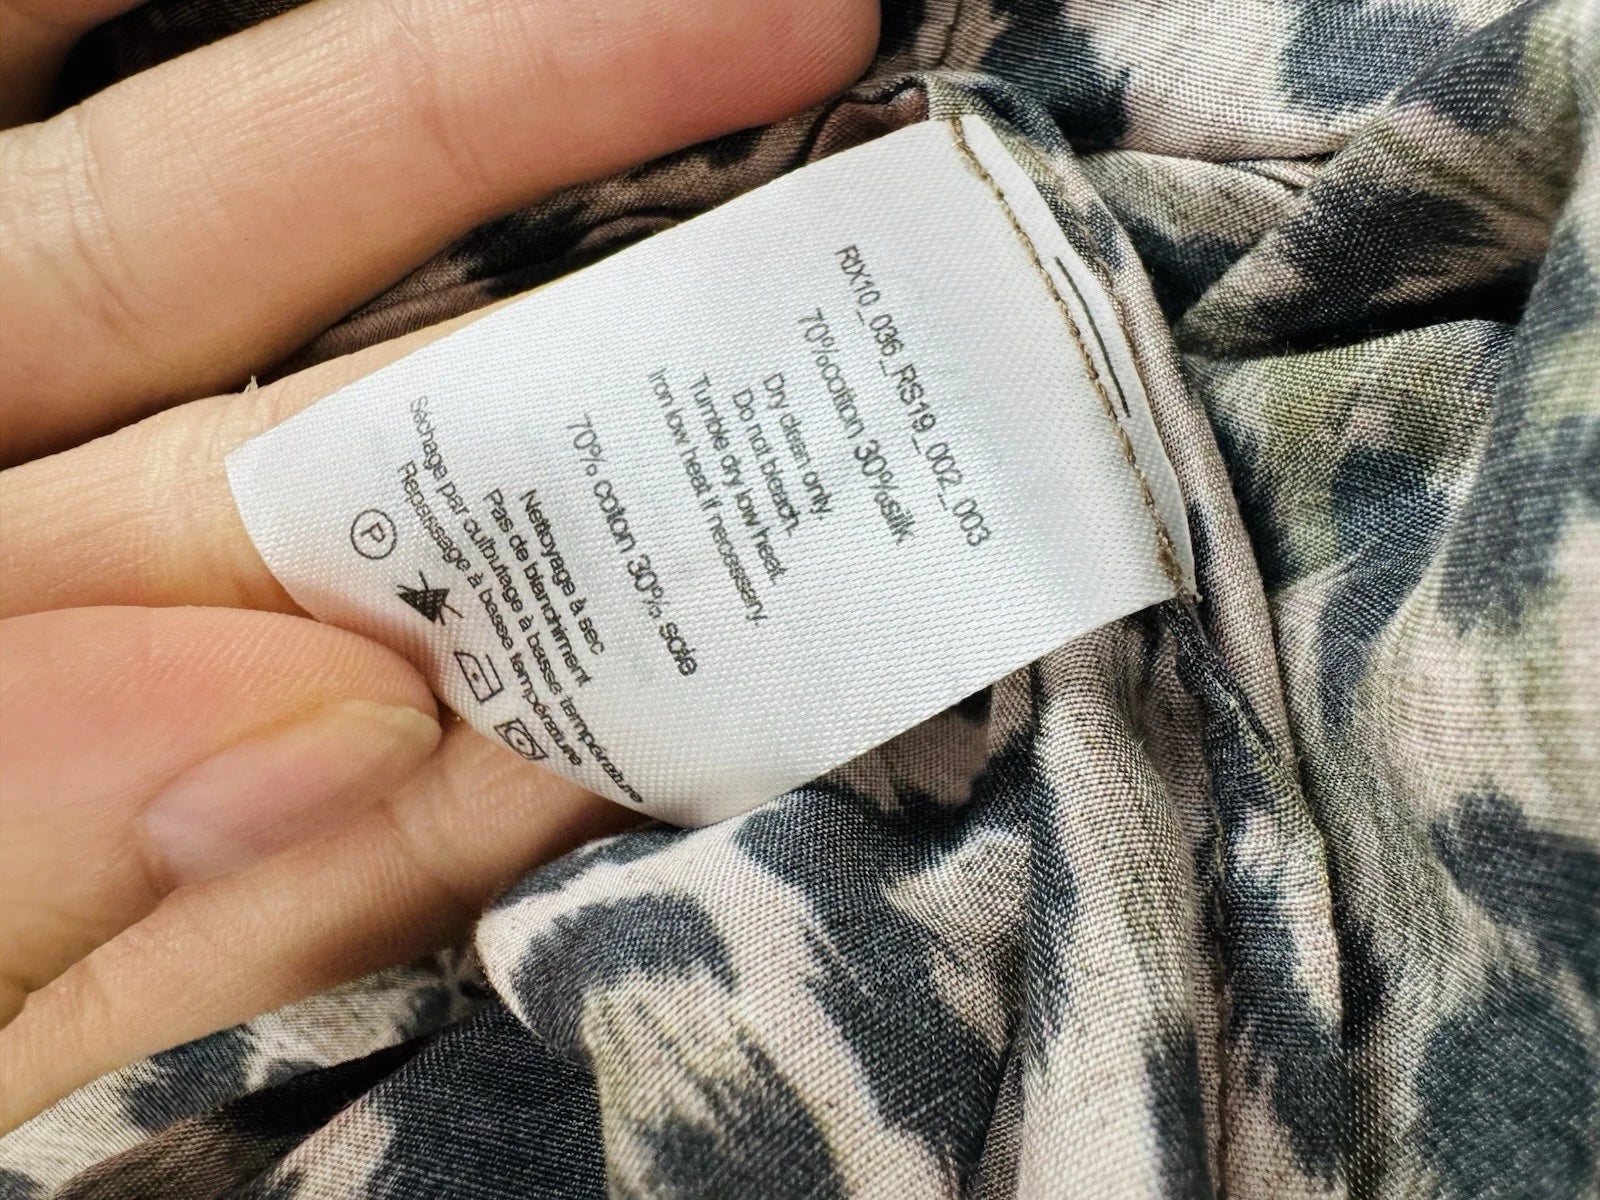 RIX10_036_RS19_002_003
70%cotton 30%silk
Dry clean only.
Do not bleach.
Tumble dry low heat.
Iron low heat if necessary.
70% coton 30% soie
Nettoyage à sec
Pas de blanchiment
Séchage par culbutage à basse température
Repassage à basse température
P